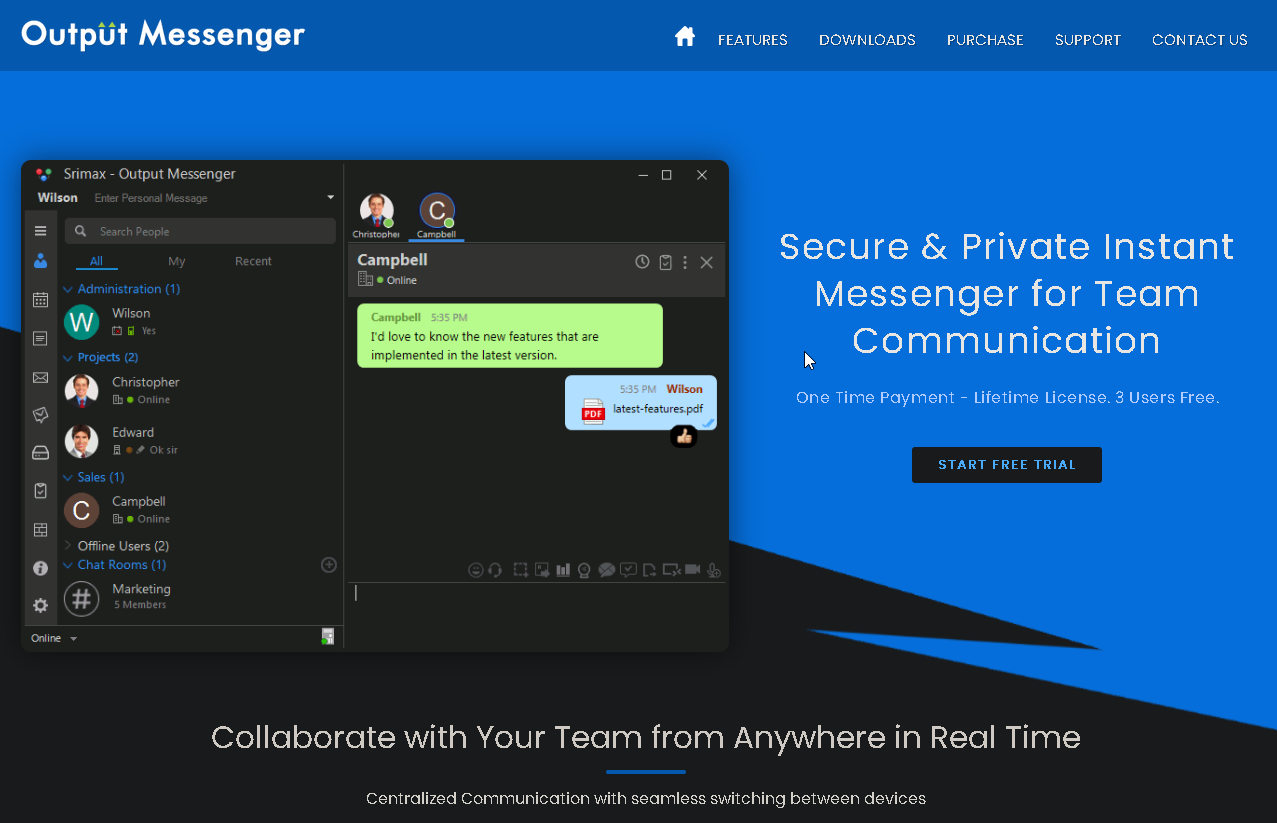 Outpüt Messenger
FEATURES DOWNLOADS PURCHASE SUPPORT CONTACT US
Srimax - Output Messenger
Wilson Enter Personal Message
Search People
All My Recent
Administration (1)
W Wilson
Yes
Projects (2)
Christopher
Online
Edward
Ok sir
Sales (1)
C Campbell
Online
Offline Users (2)
Chat Rooms (1)
# Marketing
5 Members
Online
C
Christopher Campbell
Campbell
Online
Campbell 5:35 PM
I'd love to know the new features that are
implemented in the latest version.
5:35 PM Wilson
PDF latest-features.pdf
Secure & Private Instant
Messenger for Team
Communication
One Time Payment - Lifetime License. 3 Users Free.
START FREE TRIAL
Collaborate with Your Team from Anywhere in Real Time
Centralized Communication with seamless switching between devices